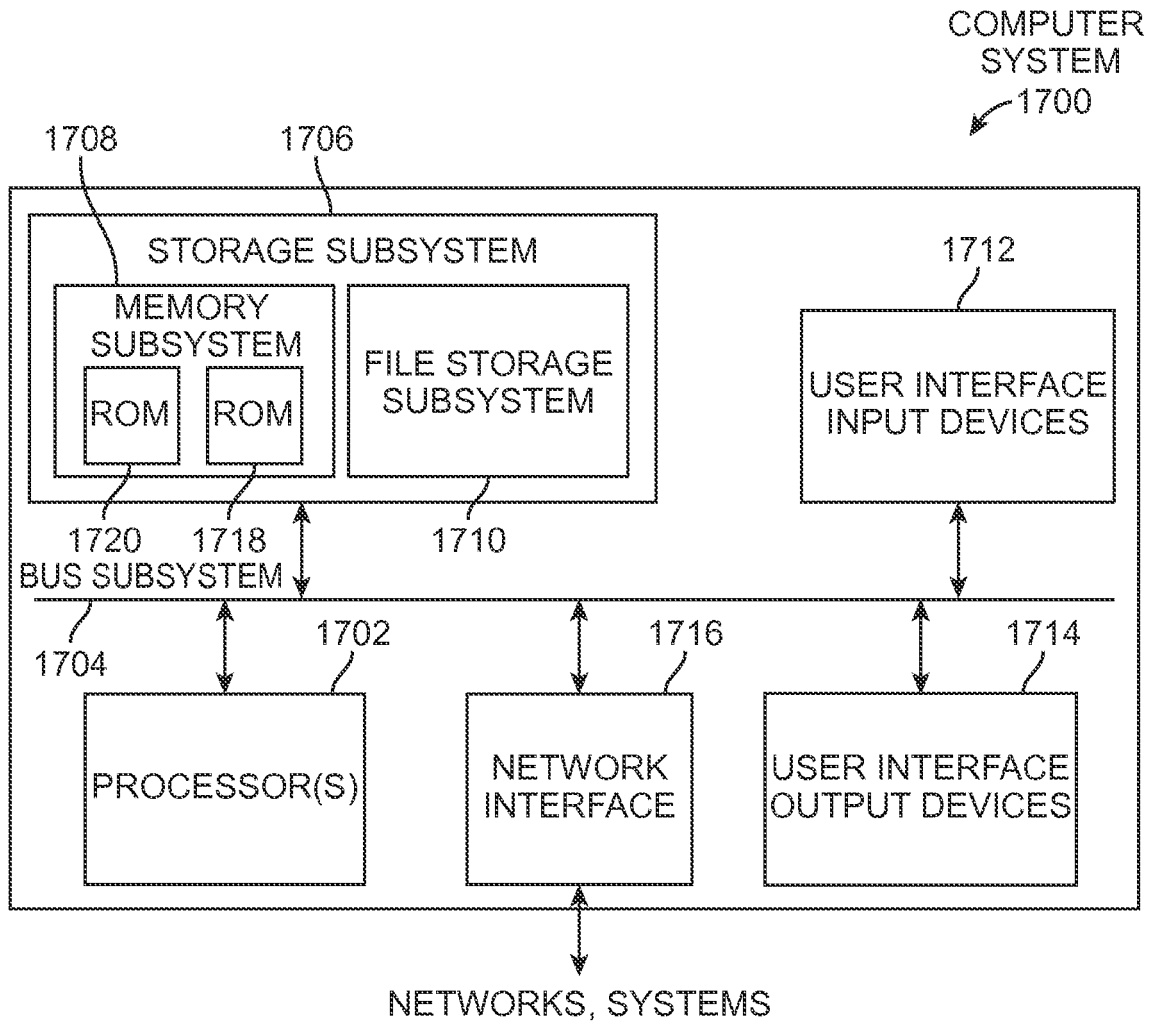 COMPUTER
SYSTEM
1700
1708
1706
STORAGE SUBSYSTEM
1712
MEMORY
SUBSYSTEM
FILE STORAGE
SUBSYSTEM
USER INTERFACE
INPUT DEVICES
ROM
ROM
1720
1718
1710
BUS SUBSYSTEM
1704
1702
1716
1714
PROCESSOR(S)
NETWORK
INTERFACE
USER INTERFACE
OUTPUT DEVICES
NETWORKS, SYSTEMS